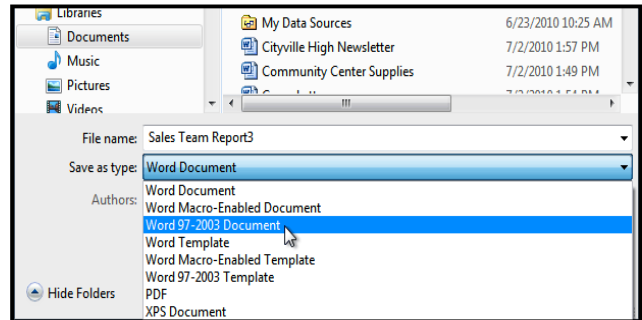 Libraries
Documents
Music
Pictures
Videos
My Data Sources 6/23/2010 10:25 AM
Cityville High Newsletter 7/2/2010 1:57 PM
Community Center Supplies 7/2/2010 1:49 PM
File name: Sales Team Report3
Save as type: Word Document
Authors:
Word Document
Word Macro-Enabled Document
Word 97-2003 Document
Word Template
Word Macro-Enabled Template
Word 97-2003 Template
PDF
XPS Document
Hide Folders